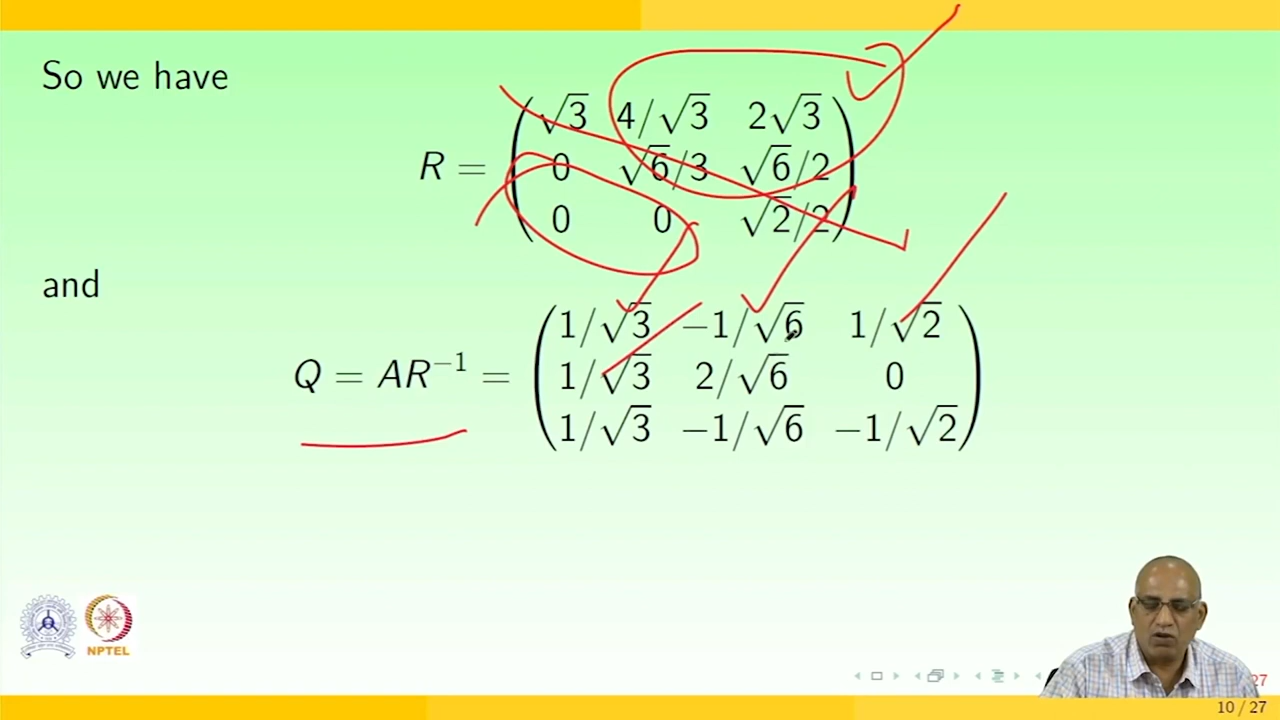 So we have
R = ( √3 4/√3 2√3
0 √6/3 √6/2
0 0 √2/2 )
and
Q = AR⁻¹ = ( 1/√3 −1/√6 1/√2
1/√3 2/√6 0
1/√3 −1/√6 −1/√2 )
NPTEL
27
10 / 27